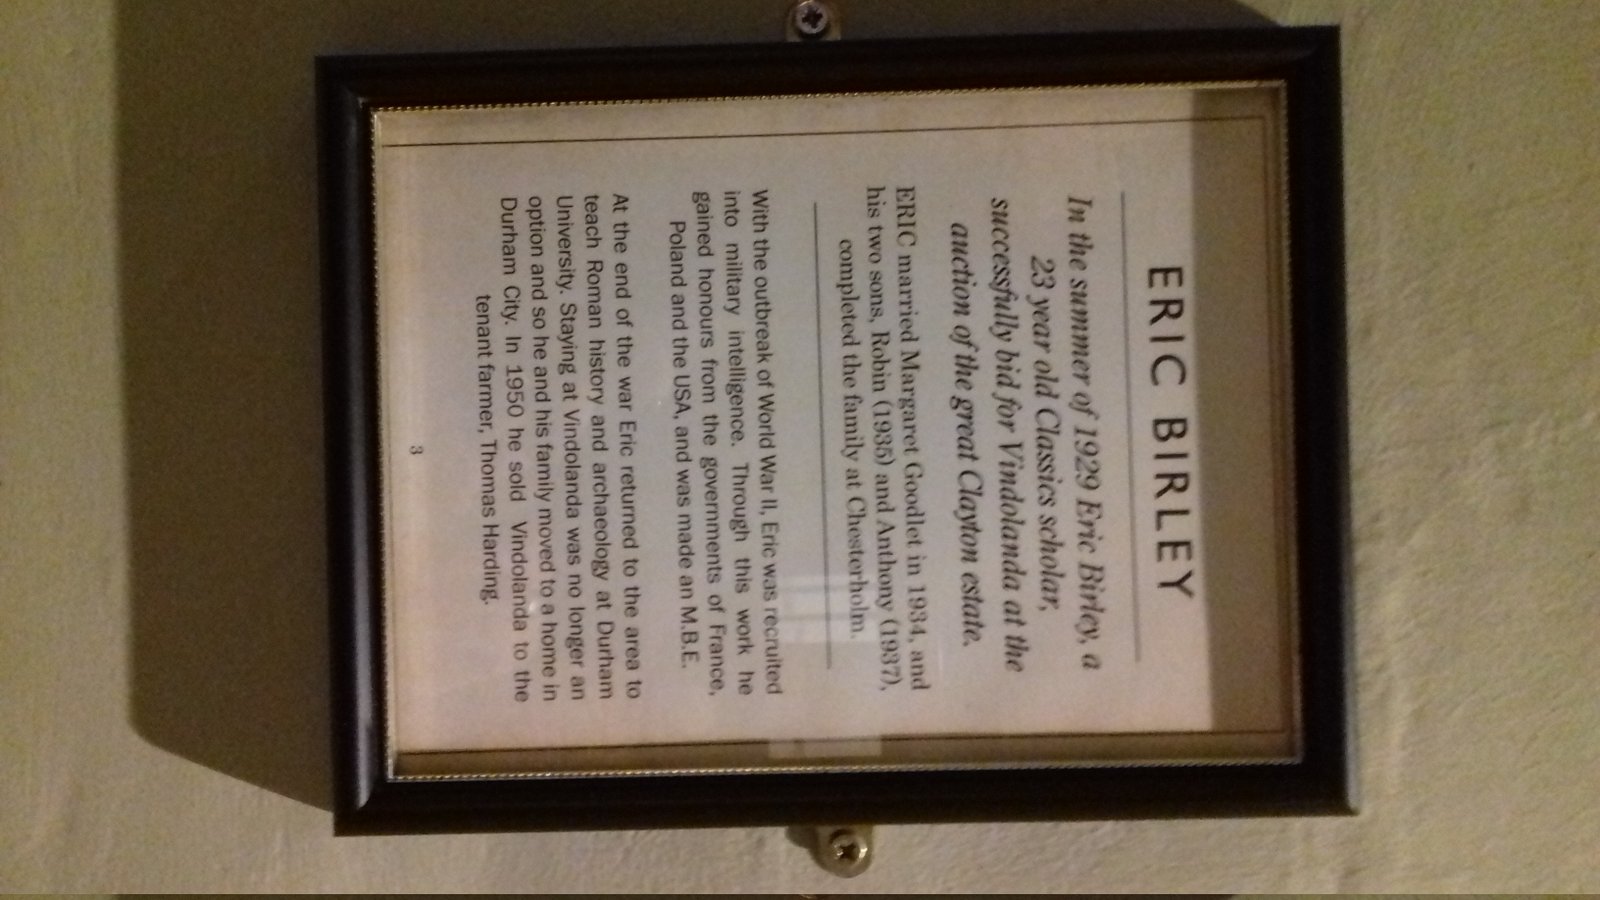 ERIC BIRLEY
In the summer of 1929 Eric Birley, a
23 year old Classics scholar,
successfully bid for Vindolanda at the
auction of the great Clayton estate.
ERIC married Margaret Goodlet in 1934, and
his two sons, Robin (1935) and Anthony (1937),
completed the family at Chesterholm.
With the outbreak of World War II, Eric was recruited
into military intelligence. Through this work he
gained honours from the governments of France,
Poland and the USA, and was made an M.B.E.
At the end of the war Eric returned to the area to
teach Roman history and archaeology at Durham
University. Staying at Vindolanda was no longer an
option and so he and his family moved to a home in
Durham City. In 1950 he sold Vindolanda to the
tenant farmer, Thomas Harding.
3